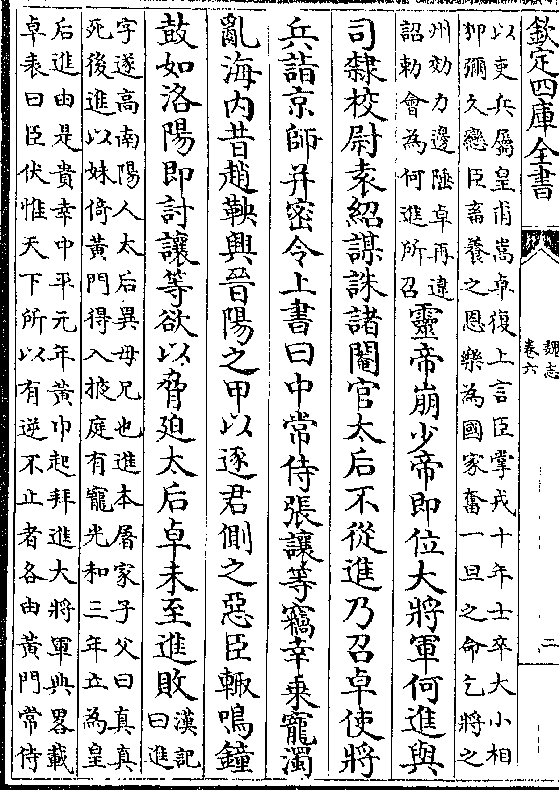 欽定四庫全書
魏志
卷六
二
以吏兵屬皇甫嵩卓復上言臣掌戎十年士卒大小相
狎彌久戀臣畜養之恩樂為國家奮一旦之命乞將之
州効力邊陲卓再違
詔勅會為何進所召
靈帝崩少帝即位大將軍何進與
司隸校尉袁紹謀誅諸閹官太后不從進乃召卓使將
兵詣京師并密令上書曰中常侍張讓等竊幸乗寵濁
亂海内昔趙鞅興晉陽之甲以逐君側之惡臣輙鳴鐘
鼓如洛陽即討讓等欲以脅廹太后卓未至進敗
漢記
曰進
字遂高南陽人太后異母兄也進本屠家子父曰真真
死後進以妹倚黄門得入掖庭有寵光和三年立為皇
后進由是貴幸中平元年黄巾起拜進大將軍典畧載
卓表曰臣伏惟天下所以有逆不止者各由黄門常侍